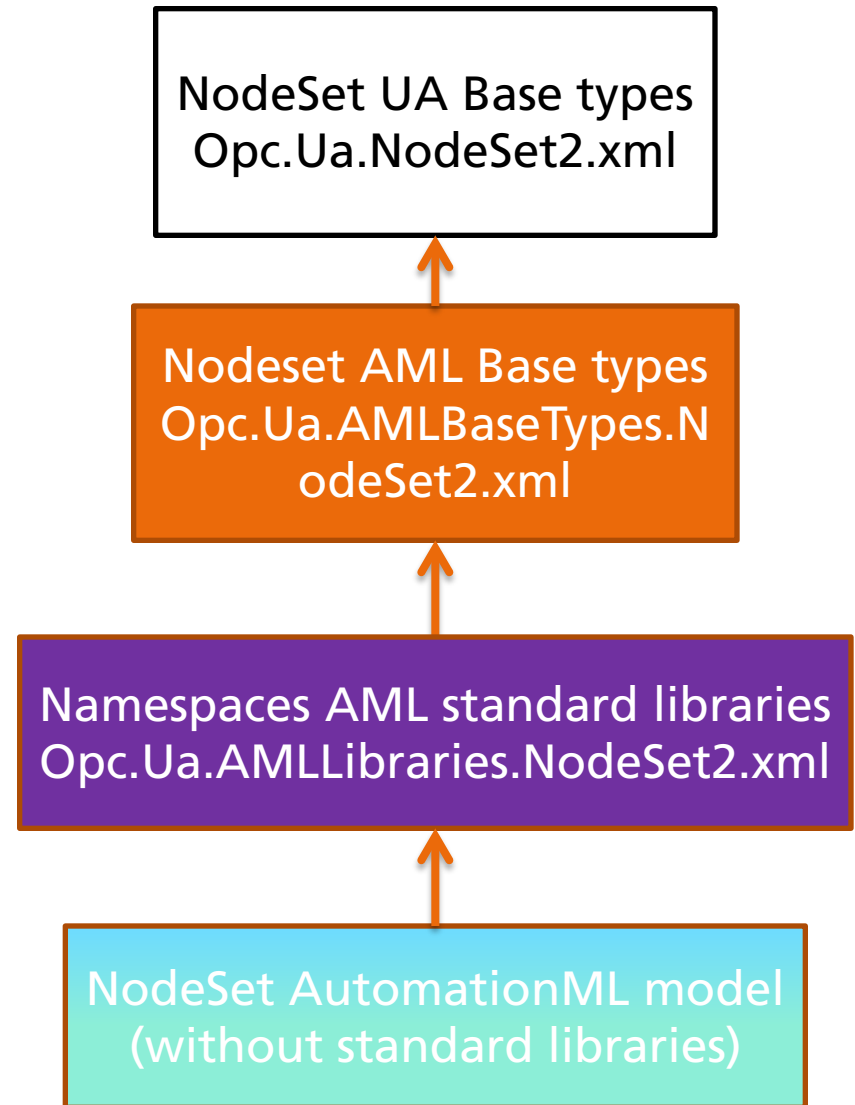 NodeSet UA Base types
Opc.Ua.NodeSet2.xml
Nodeset AML Base types
Opc.Ua.AMLBaseTypes.N
odeSet2.xml
Namespaces AML standard libraries
Opc.Ua.AMLLibraries.NodeSet2.xml
NodeSet AutomationML model
(without standard libraries)